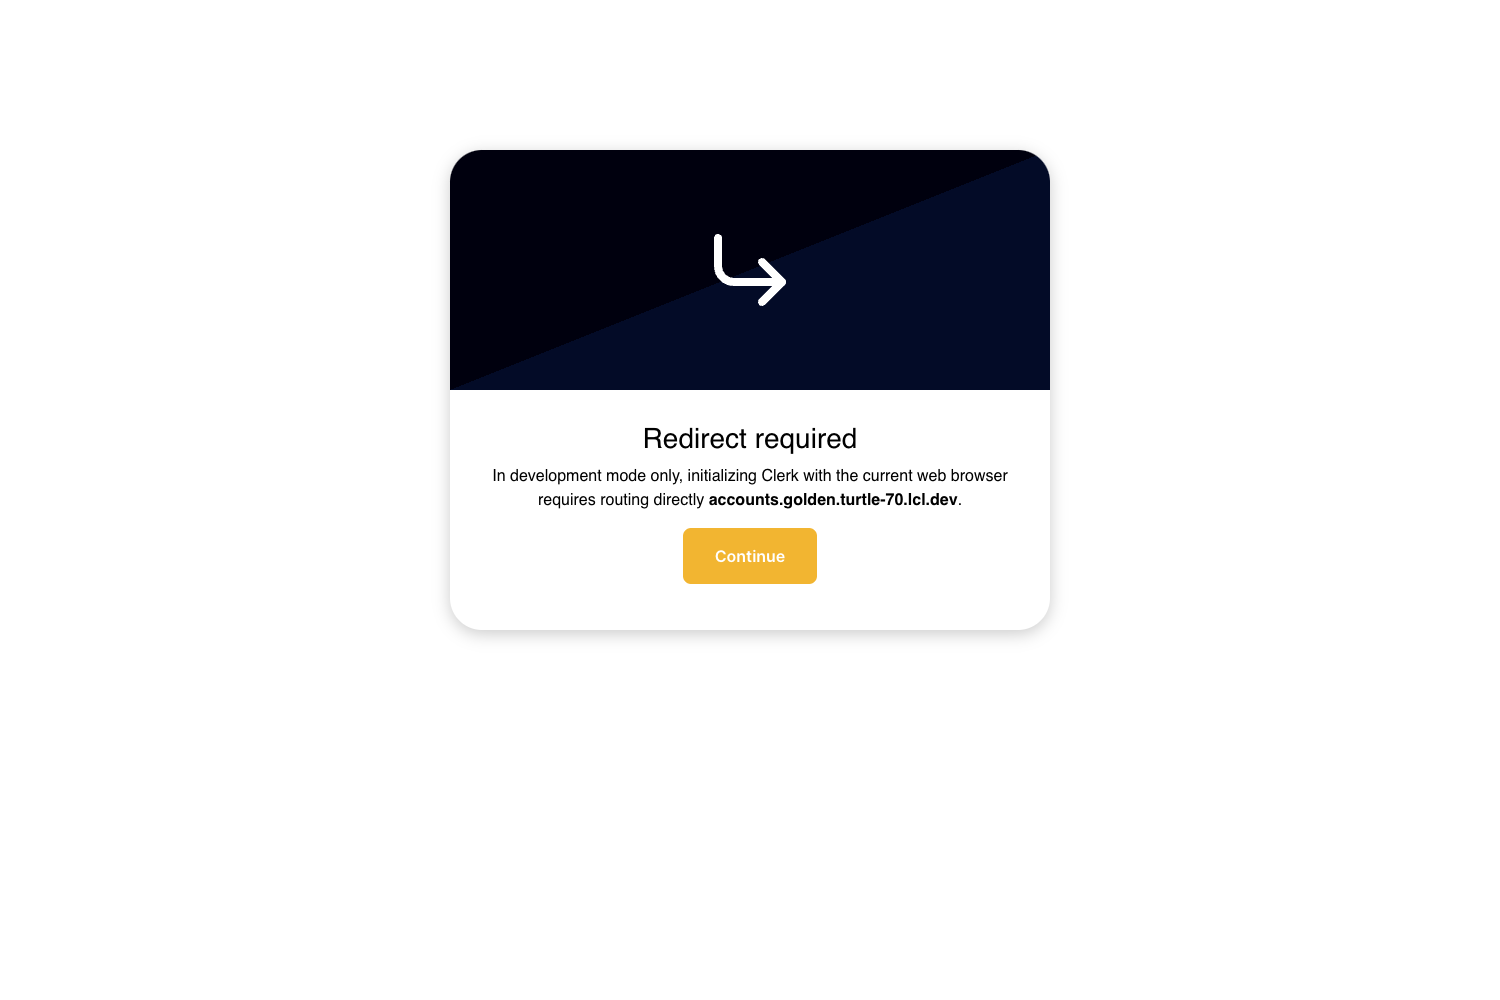 Redirect required
In development mode only, initializing Clerk with the current web browser
requires routing directly accounts.golden.turtle-70.lcl.dev.
Continue